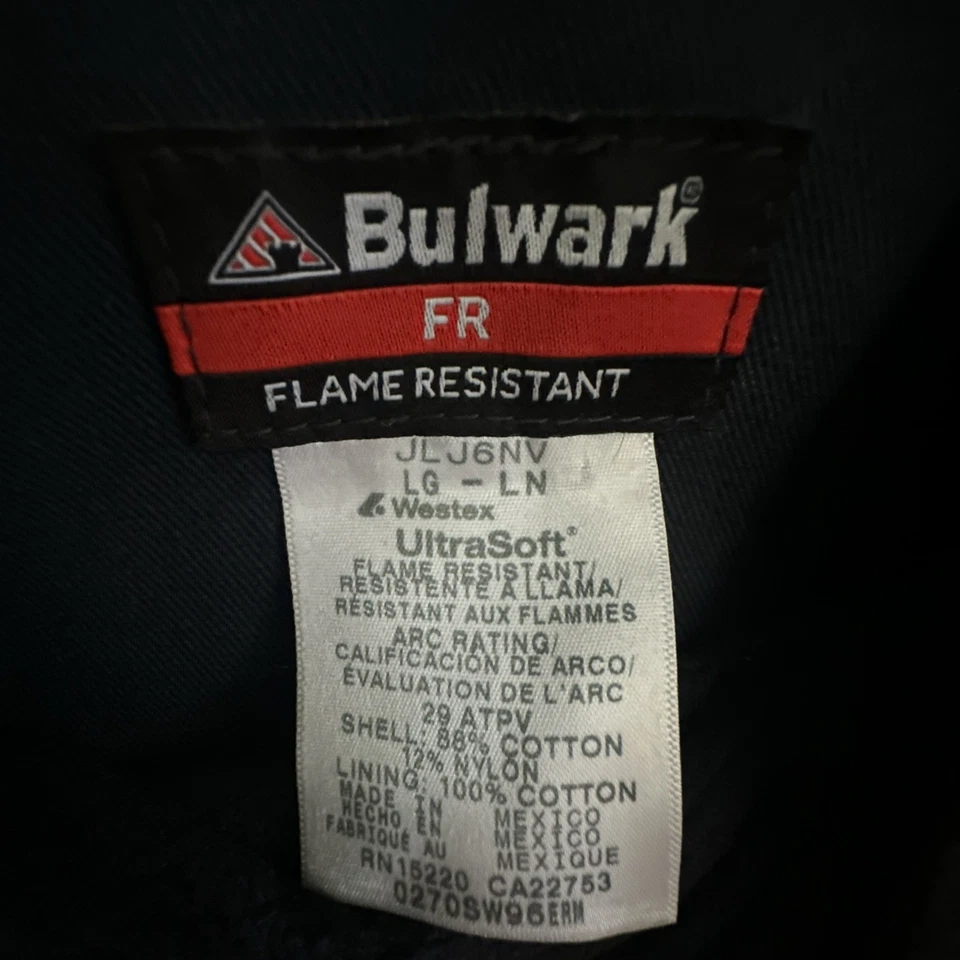 Bulwark®
FR
FLAME RESISTANT
JLJ6NV
LG - LN
Westex
UltraSoft®
FLAME RESISTANT/
RESISTENTE A LLAMA/
RÉSISTANT AUX FLAMMES
ARC RATING/
CALIFICACIÓN DE ARCO/
ÉVALUATION DE L'ARC
29 ATPV
SHELL: 88% COTTON
12% NYLON
LINING: 100% COTTON
MADE IN MEXICO
HECHO EN MÉXICO
FABRIQUÉ AU MEXIQUE
RN15220 CA22753
0270SW96ERM